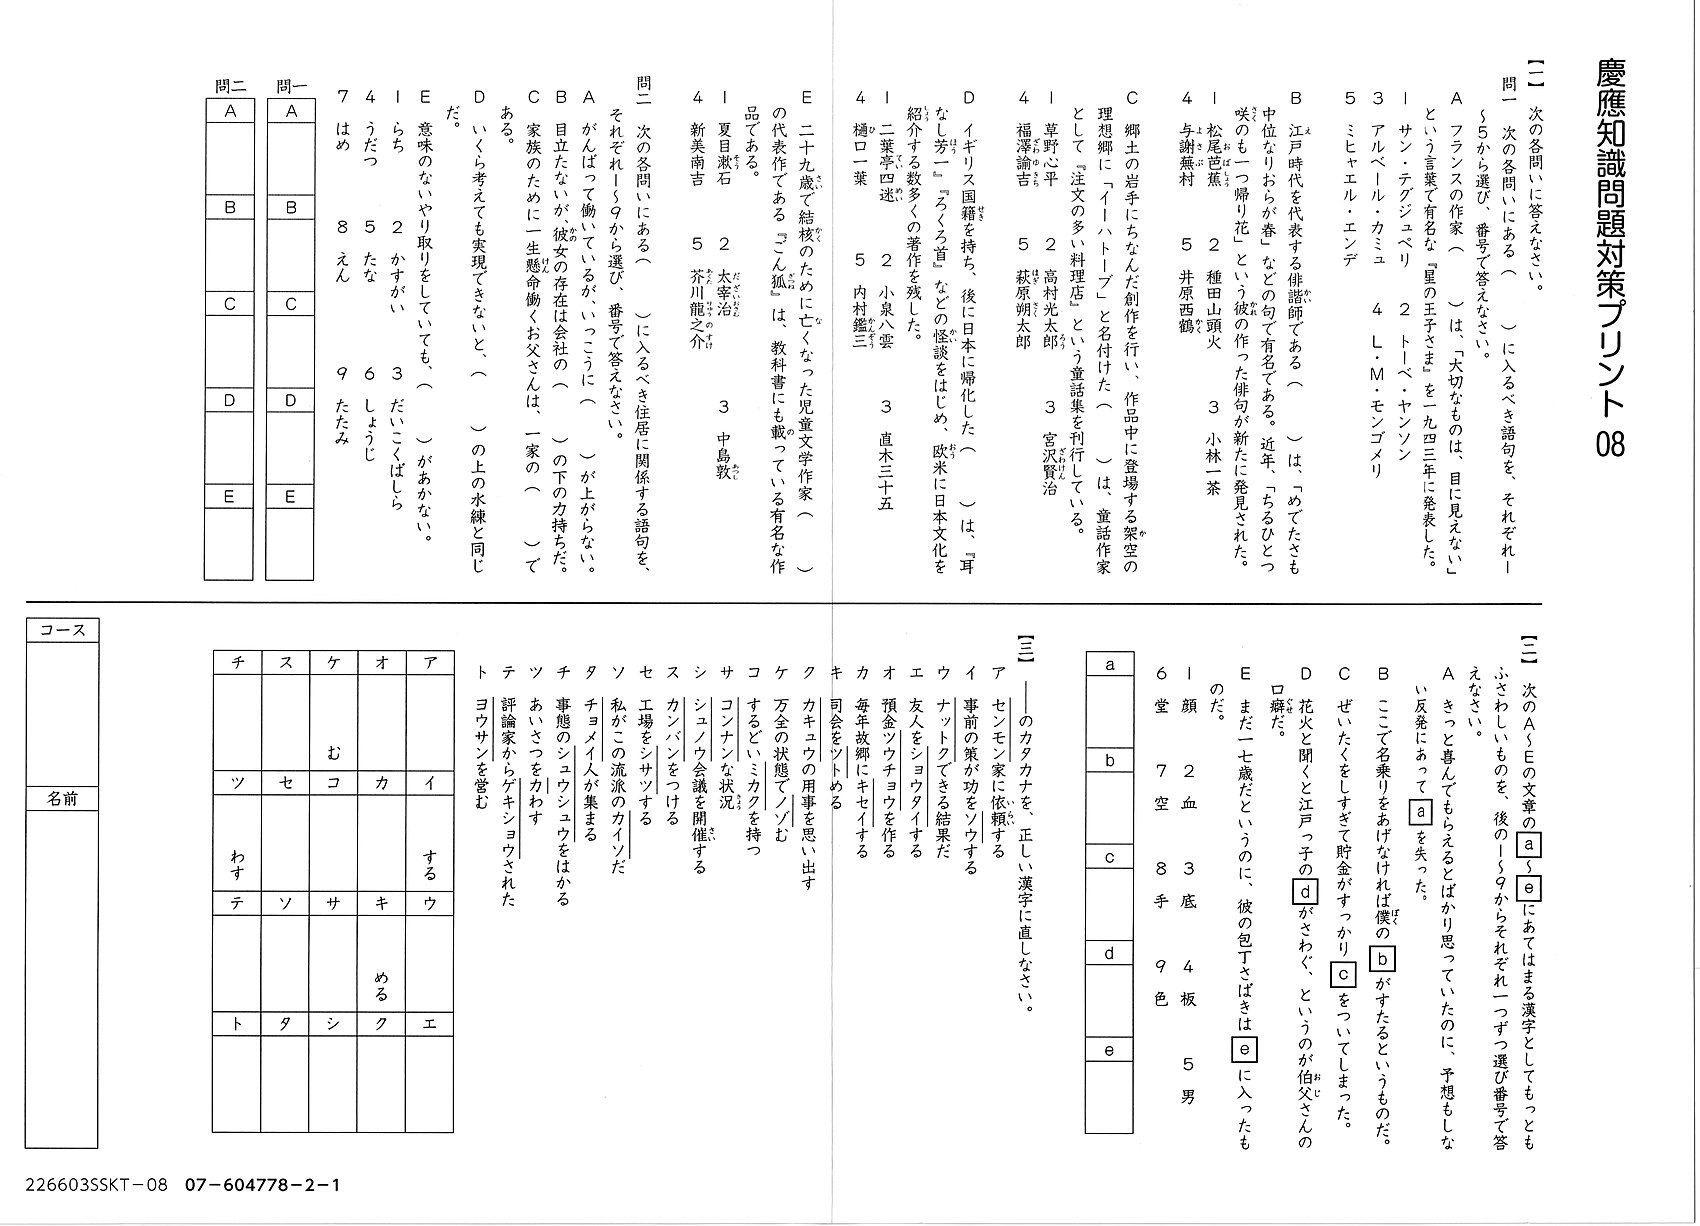 慶應知識問題対策プリント 08
【一】 次の各問いに答えなさい。
問一 次の各問いにある（　　）に入るべき語句を、それぞれ1
～5から選び、番号で答えなさい。
A フランスの作家（　　）は、「大切なものは、目に見えない」
という言葉で有名な『星の王子さま』を一九四三年に発表した。
1 サン・テグジュペリ 2 トーベ・ヤンソン
3 アルベール・カミュ 4 L・M・モンゴメリ
5 ミヒャエル・エンデ
B 江戸時代を代表する俳諧師である（　　）は、「めでたさも
中位なりおらが春」などの句で有名である。近年、「ちるひとつ
咲のも一つ帰り花」という彼の作った俳句が新たに発見された。
1 松尾芭蕉 2 種田山頭火 3 小林一茶
4 与謝蕪村 5 井原西鶴
C 郷土の岩手にちなんだ創作を行い、作品中に登場する架空の
理想郷に「イーハトーブ」と名付けた（　　）は、童話作家
として『注文の多い料理店』という童話集を刊行している。
1 草野心平 2 高村光太郎 3 宮沢賢治
4 福澤諭吉 5 萩原朔太郎
D イギリス国籍を持ち、後に日本に帰化した（　　）は、『耳
なし芳一』『ろくろ首』などの怪談をはじめ、欧米に日本文化を
紹介する数多くの著作を残した。
1 二葉亭四迷 2 小泉八雲 3 直木三十五
4 樋口一葉 5 内村鑑三
E 二十九歳で結核のために亡くなった児童文学作家（　　）
の代表作である『ごん狐』は、教科書にも載っている有名な作
品である。
1 夏目漱石 2 太宰治 3 中島敦
4 新美南吉 5 芥川龍之介
問二 次の各問いにある（　　）に入るべき住居に関係する語句を、
それぞれ1～9から選び、番号で答えなさい。
A がんばって働いているが、いっこうに（　　）が上がらない。
B 目立たないが、彼女の存在は会社の（　　）の下の力持ちだ。
C 家族のために一生懸命働くお父さんは、一家の（　　）で
ある。
D いくら考えても実現できないと、（　　）の上の水練と同じ
だ。
E 意味のないやり取りをしていても、（　　）があかない。
1 らち 2 かすがい 3 だいこくばしら
4 うだつ 5 たな 6 しょうじ
7 はめ 8 えん 9 たたみ
問一 A B C D E
問二 A B C D E
【二】 次のA～Eの文章の a ～ e にあてはまる漢字としてもっとも
ふさわしいものを、後の1～9からそれぞれ一つずつ選び番号で答
えなさい。
A きっと喜んでもらえるとばかり思っていたのに、予想もしな
い反発にあって a を失った。
B ここで名乗りをあげなければ僕の b がすたるというものだ。
C ぜいたくをしすぎて貯金がすっかり c をついてしまった。
D 花火と聞くと江戸っ子の d がさわぐ、というのが伯父さんの
口癖だ。
E まだ一七歳だというのに、彼の包丁さばきは e に入ったも
のだ。
1 顔 2 血 3 底 4 板 5 男
6 堂 7 空 8 手 9 色
a b c d e
【三】 ――のカタカナを、正しい漢字に直しなさい。
ア センモン家に依頼する
イ 事前の策が功をソウする
ウ ナットクできる結果だ
エ 友人をショウタイする
オ 預金ツウチョウを作る
カ 毎年故郷にキセイする
キ 司会をツトめる
ク カキュウの用事を思い出す
ケ 万全の状態でノゾむ
コ するどいミカクを持つ
サ コンナンな状況
シ シュノウ会議を開催する
ス カンバンをつける
セ 工場をシサツする
ソ 私がこの流派のカイソだ
タ チョメイ人が集まる
チ 事態のシュウシュウをはかる
ツ あいさつをカわす
テ 評論家からゲキショウされた
ト ヨウサンを営む
ア イ する ウ エ
オ カ キ める ク
ケ む コ サ シ
ス セ ソ タ
チ ツ わす テ ト
コース
名前
226603SSKT-08 07-604778-2-1